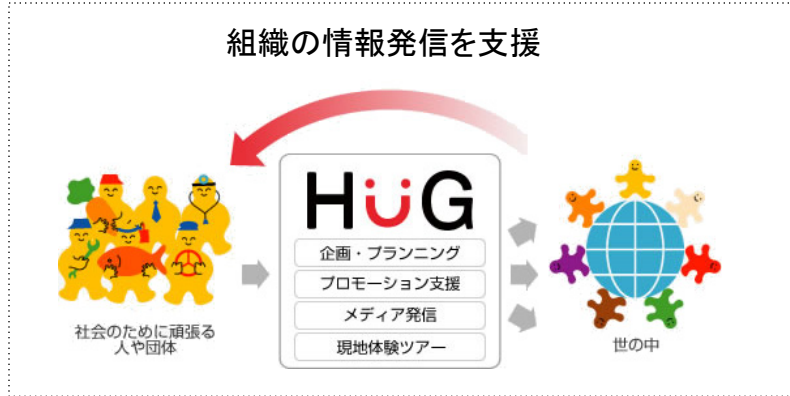 組織の情報発信を支援
HüG
企画・プランニング
プロモーション支援
メディア発信
現地体験ツアー
社会のために頑張る
人や団体
世の中